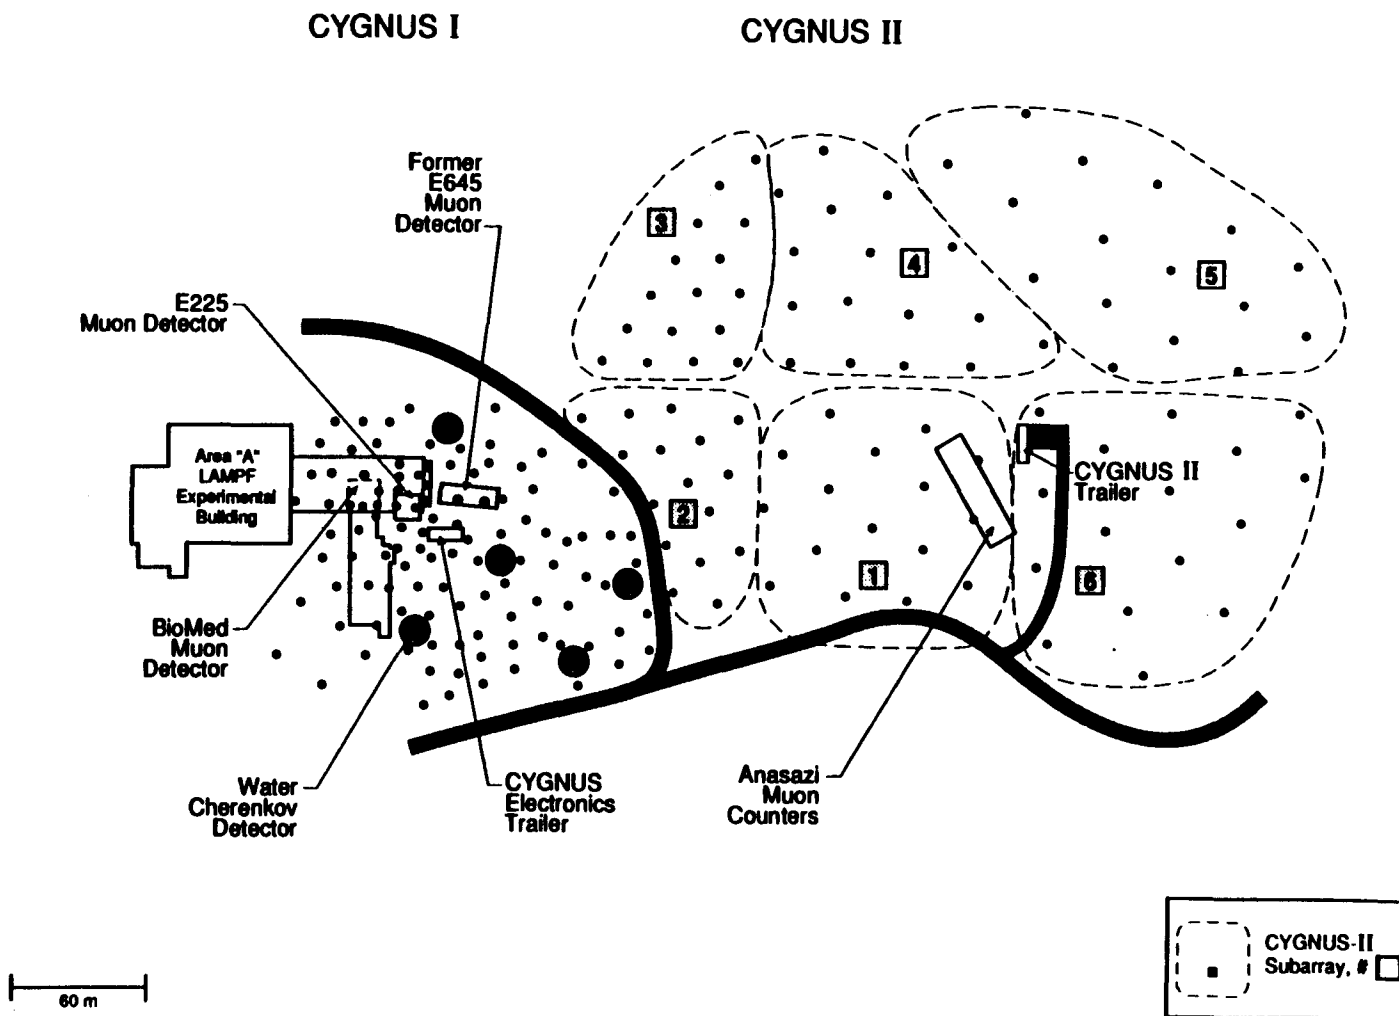 CYGNUS I
CYGNUS II
Former
E645
Muon
Detector
E225
Muon Detector
3
4
5
Area "A"
LAMPF
Experimental
Building
CYGNUS II
Trailer
2
1
6
BioMed
Muon
Detector
Water
Cherenkov
Detector
CYGNUS
Electronics
Trailer
Anasazi
Muon
Counters
CYGNUS-II
Subarray, #
60 m